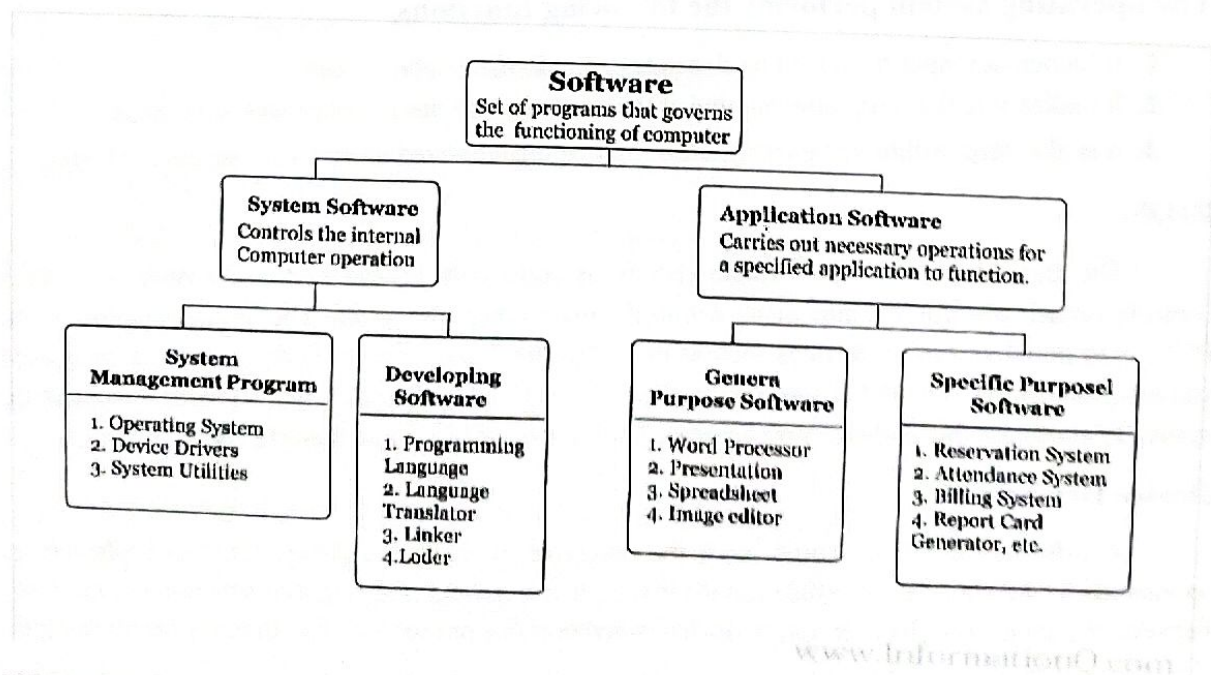 Software
Set of programs that governs
the functioning of computer
System Software
Controls the internal
Computer operation
Application Software
Carries out necessary operations for
a specified application to function.
System
Management Program
1. Operating System
2. Device Drivers
3. System Utilities
Developing
Software
1. Programming
Language
2. Language
Translator
3. Linker
4.Loder
Genera
Purpose Software
1. Word Processor
2. Presentation
3. Spreadsheet
4. Image editor
Specific Purposel
Software
1. Reservation System
2. Attendance System
3. Billing System
4. Report Card
Generator, etc.